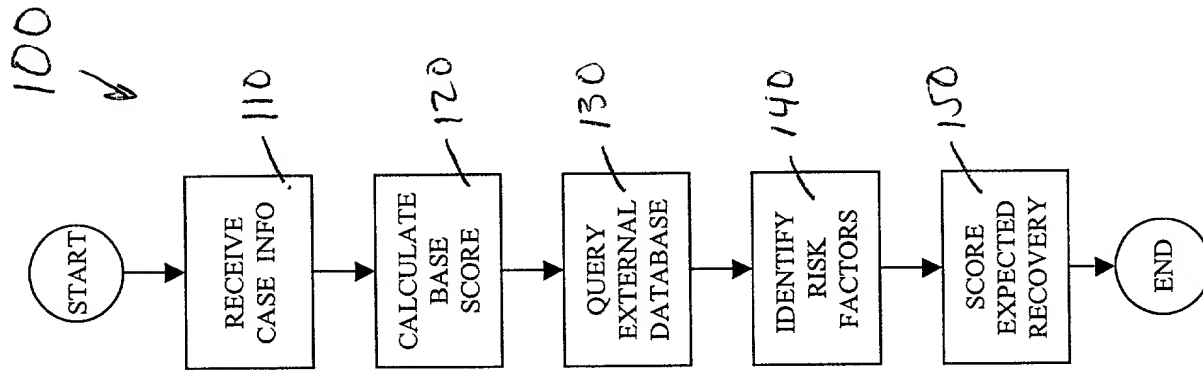 100
START
110
RECEIVE
CASE INFO
120
CALCULATE
BASE
SCORE
130
QUERY
EXTERNAL
DATABASE
140
IDENTIFY
RISK
FACTORS
150
SCORE
EXPECTED
RECOVERY
END